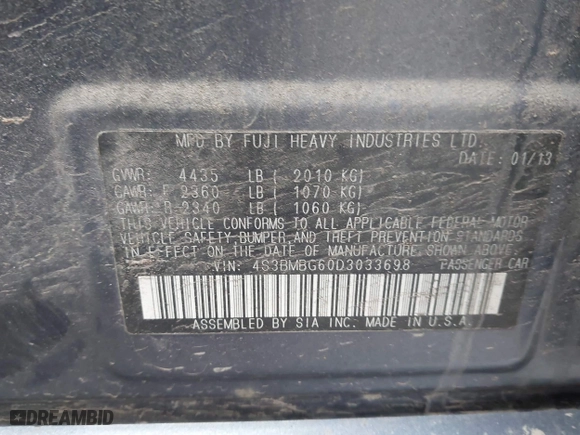 MFD BY FUJI HEAVY INDUSTRIES LTD.
DATE: 01/13
GVWR: 4435 LB ( 2010 KG)
GAWR: F 2360 LB ( 1070 KG)
GAWR: R 2340 LB ( 1060 KG)
THIS VEHICLE CONFORMS TO ALL APPLICABLE FEDERAL MOTOR
VEHICLE SAFETY, BUMPER, AND THEFT PREVENTION STANDARDS
IN EFFECT ON THE DATE OF MANUFACTURE SHOWN ABOVE.
VIN: 4S3BMBG60D3033698 PASSENGER CAR
ASSEMBLED BY SIA INC. MADE IN U.S.A.
DREAMBID